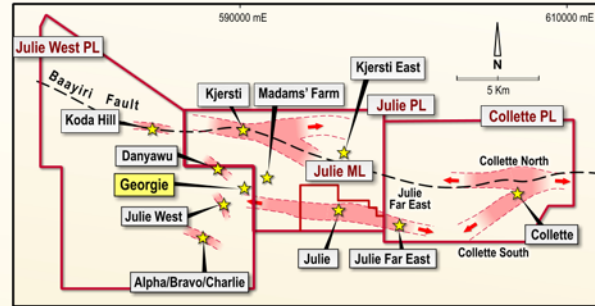 590000 mE
610000 mE
Julie West PL
Baayiri Fault
Koda Hill
Kjersti
Madams' Farm
Kjersti East
N
5 Km
Julie PL
Collette PL
Danyawu
Georgie
Julie West
Julie ML
Julie
Far East
Collette North
Collette
Collette South
Julie
Julie Far East
Alpha/Bravo/Charlie